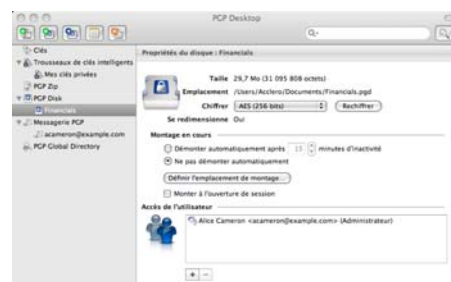 PGP Desktop
Clés
Trousseaux de clés intelligents
Mes clés privées
PGP Zip
PGP Disk
Financials
Messagerie PGP
acameron@example.com
PGP Global Directory
Propriétés du disque : Financials
Taille 29,7 Mo (31 095 808 octets)
Emplacement /Users/Acclero/Documents/Financials.pgd
Chiffrer AES (256 bits) Rechiffrer
Se redimensionne Oui
Montage en cours
Démonter automatiquement après 15 minutes d'inactivité
Ne pas démonter automatiquement
Définir l'emplacement de montage...
Monter à l'ouverture de session
Accès de l'utilisateur
Alice Cameron <acameron@example.com> (Administrateur)